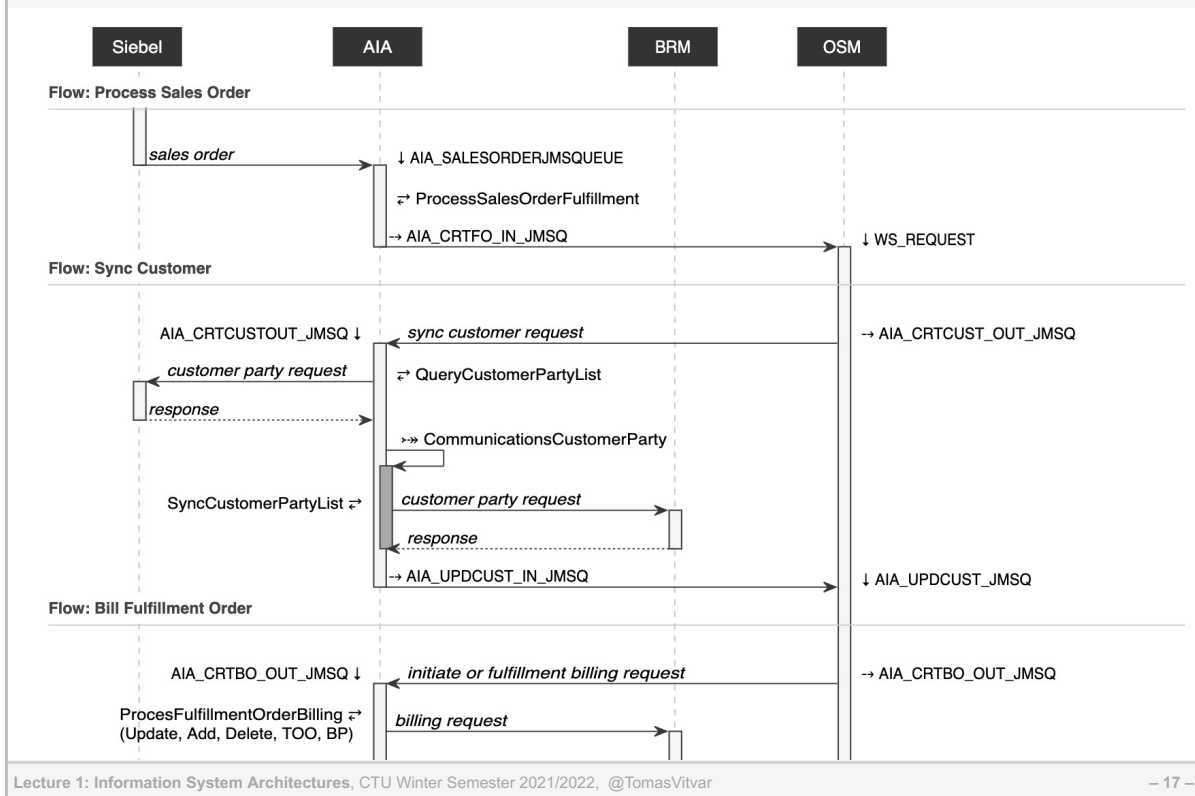 Siebel AIA BRM OSM
Flow: Process Sales Order
sales order ↓ AIA_SALESORDERJMSQUEUE
⇄ ProcessSalesOrderFulfillment
⇢ AIA_CRTFO_IN_JMSQ ↓ WS_REQUEST
Flow: Sync Customer
AIA_CRTCUSTOUT_JMSQ ↓ sync customer request ⇢ AIA_CRTCUST_OUT_JMSQ
customer party request ⇄ QueryCustomerPartyList
response
⤐ CommunicationsCustomerParty
SyncCustomerPartyList ⇄ customer party request
response
⇢ AIA_UPDCUST_IN_JMSQ ↓ AIA_UPDCUST_JMSQ
Flow: Bill Fulfillment Order
AIA_CRTBO_OUT_JMSQ ↓ initiate or fulfillment billing request ⇢ AIA_CRTBO_OUT_JMSQ
ProcesFulfillmentOrderBilling ⇄ billing request
(Update, Add, Delete, TOO, BP)
Lecture 1: Information System Architectures, CTU Winter Semester 2021/2022, @TomasVitvar – 17 –